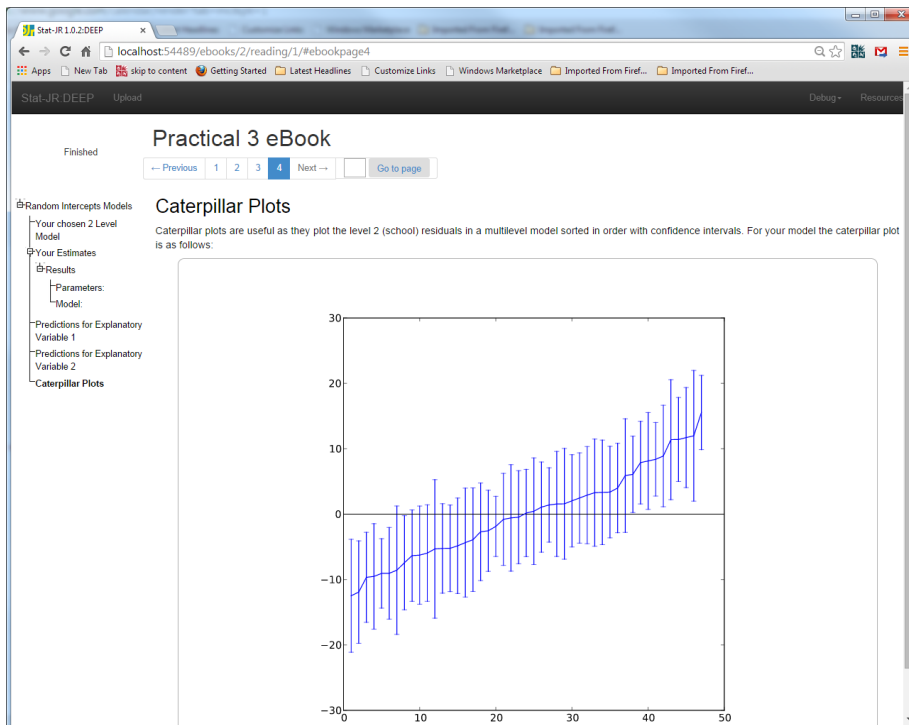 Stat-JR 1.0.2:DEEP
localhost:54489/ebooks/2/reading/1/#ebookpage4
Apps New Tab skip to content Getting Started Latest Headlines Customize Links Windows Marketplace Imported From Firef... Imported From Firef...
Stat-JR:DEEP Upload Debug Resources
Finished
Practical 3 eBook
← Previous 1 2 3 4 Next → Go to page
Random Intercepts Models
Your chosen 2 Level
Model
Your Estimates
Results
Parameters:
Model:
Predictions for Explanatory
Variable 1
Predictions for Explanatory
Variable 2
Caterpillar Plots
Caterpillar Plots
Caterpillar plots are useful as they plot the level 2 (school) residuals in a multilevel model sorted in order with confidence intervals. For your model the caterpillar plot
is as follows:
30
20
10
0
−10
−20
−30
0 10 20 30 40 50